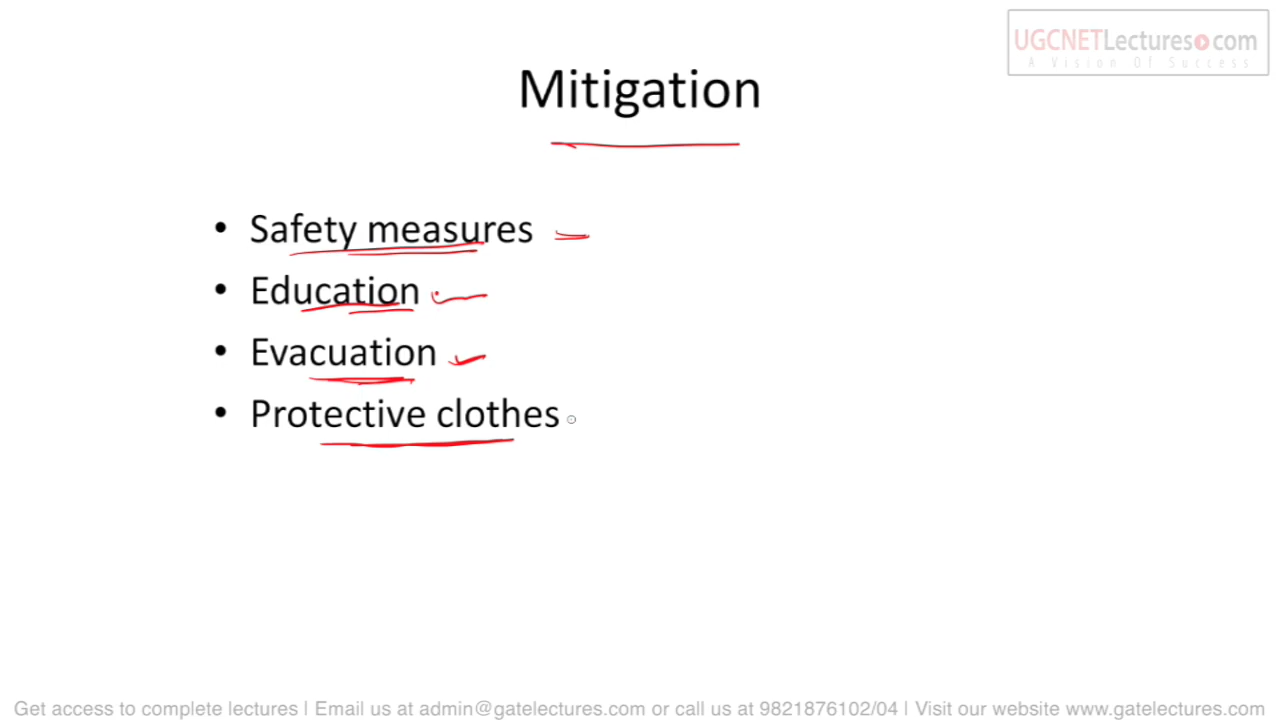 UGCNETLectures.com
A Vision Of Success
Mitigation
• Safety measures
• Education
• Evacuation
• Protective clothes
Get access to complete lectures | Email us at admin@gatelectures.com or call us at 9821876102/04 | Visit our website www.gatelectures.com